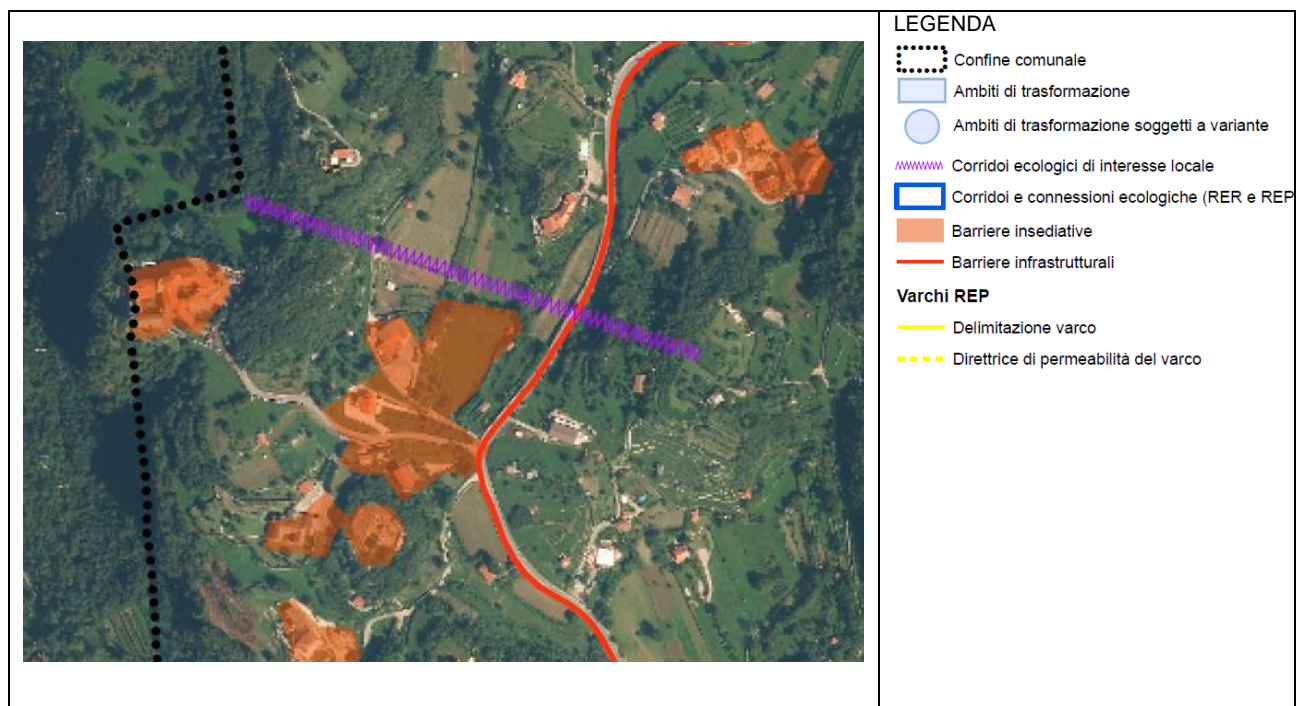 LEGENDA
Confine comunale
Ambiti di trasformazione
Ambiti di trasformazione soggetti a variante
Corridoi ecologici di interesse locale
Corridoi e connessioni ecologiche (RER e REP
Barriere insediative
Barriere infrastrutturali
Varchi REP
Delimitazione varco
Direttrice di permeabilità del varco